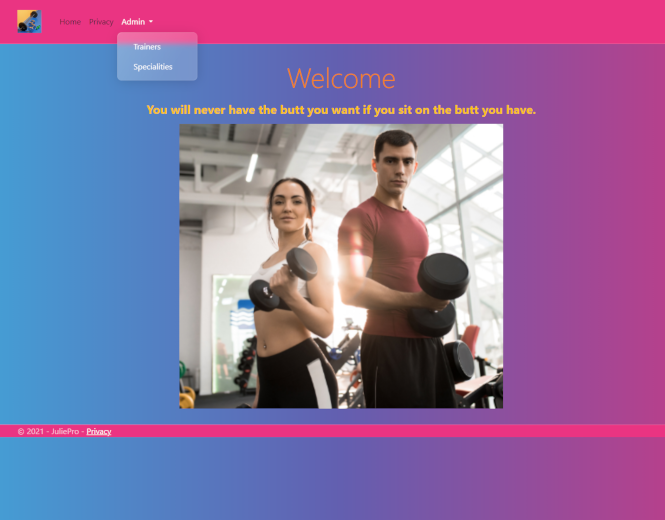 Home Privacy Admin
Trainers
Specialities
Welcome
You will never have the butt you want if you sit on the butt you have.
© 2021 - JuliePro - Privacy